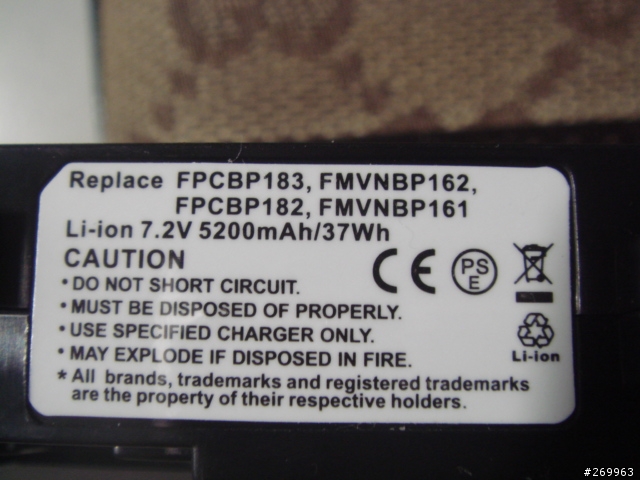 Replace FPCBP183, FMVNBP162,
FPCBP182, FMVNBP161
Li-ion 7.2V 5200mAh/37Wh
CAUTION
•DO NOT SHORT CIRCUIT.
•MUST BE DISPOSED OF PROPERLY.
•USE SPECIFIED CHARGER ONLY.
•MAY EXPLODE IF DISPOSED IN FIRE.
* All brands, trademarks and registered trademarks
are the property of their respective holders.
CE
PS
E
Li-ion
#269963